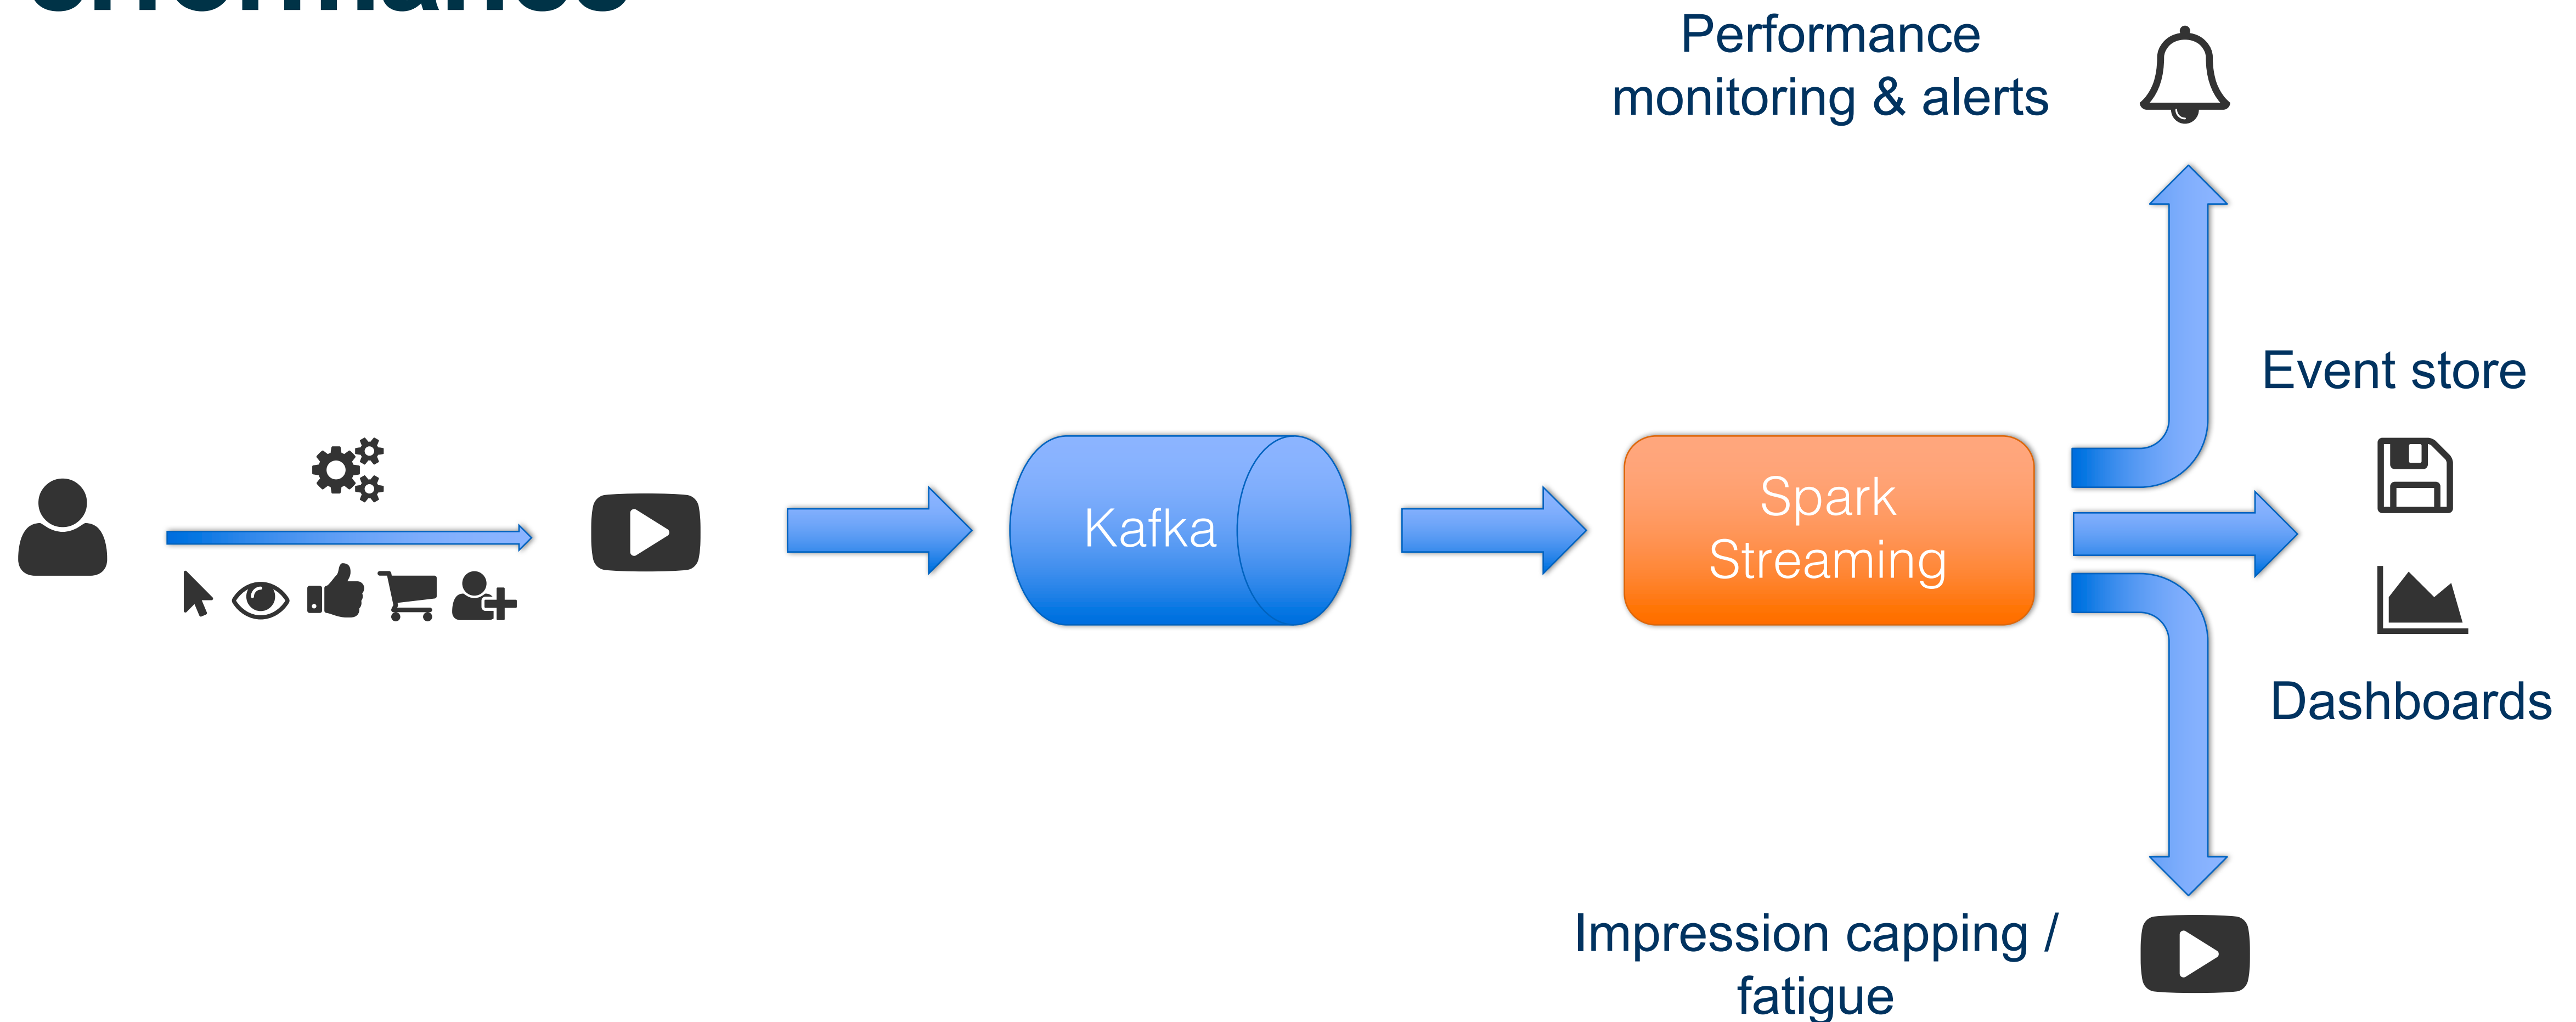 Performance
monitoring & alerts
Event store
Kafka
Spark
Streaming
Dashboards
Impression capping /
fatigue